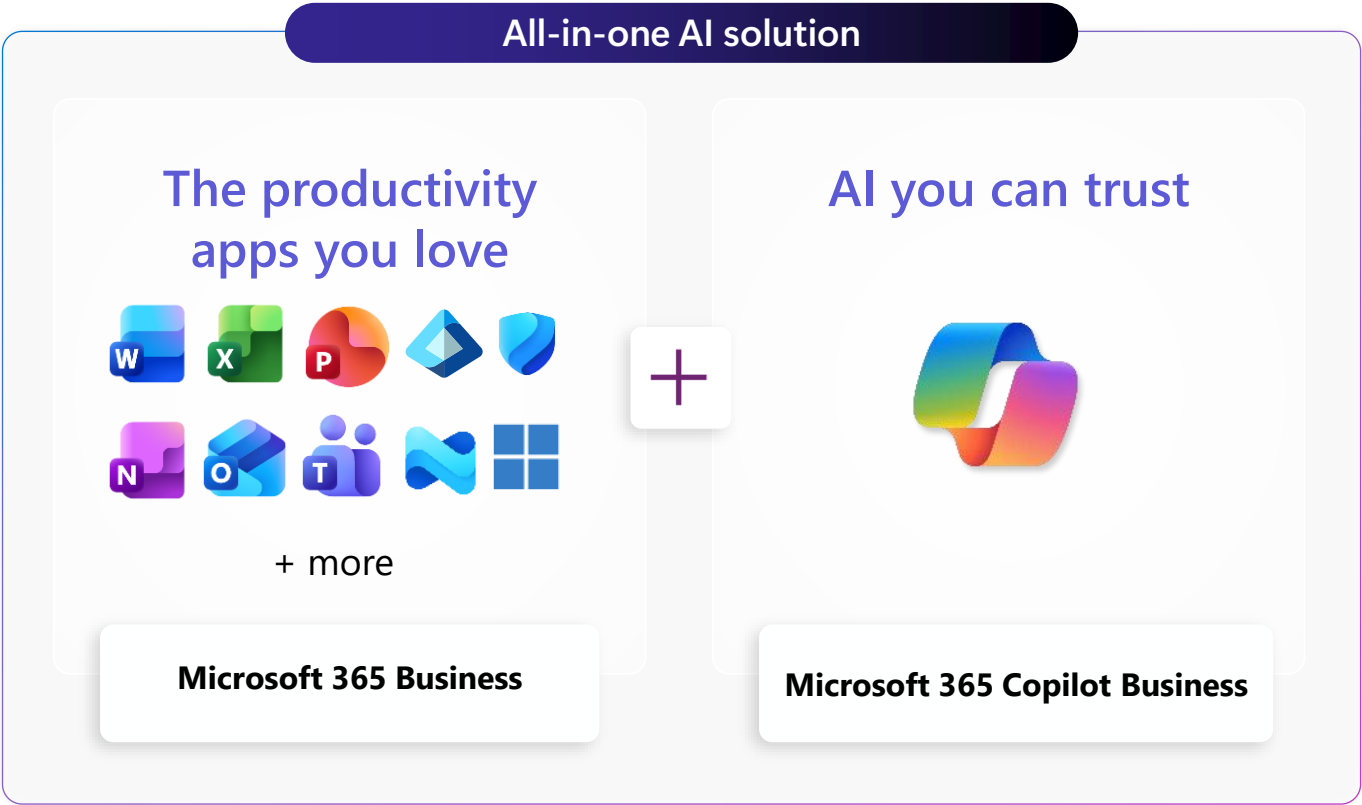 All-in-one AI solution
The productivity
apps you love
W
X
P
N
O
T
+ more
Microsoft 365 Business
AI you can trust
Microsoft 365 Copilot Business